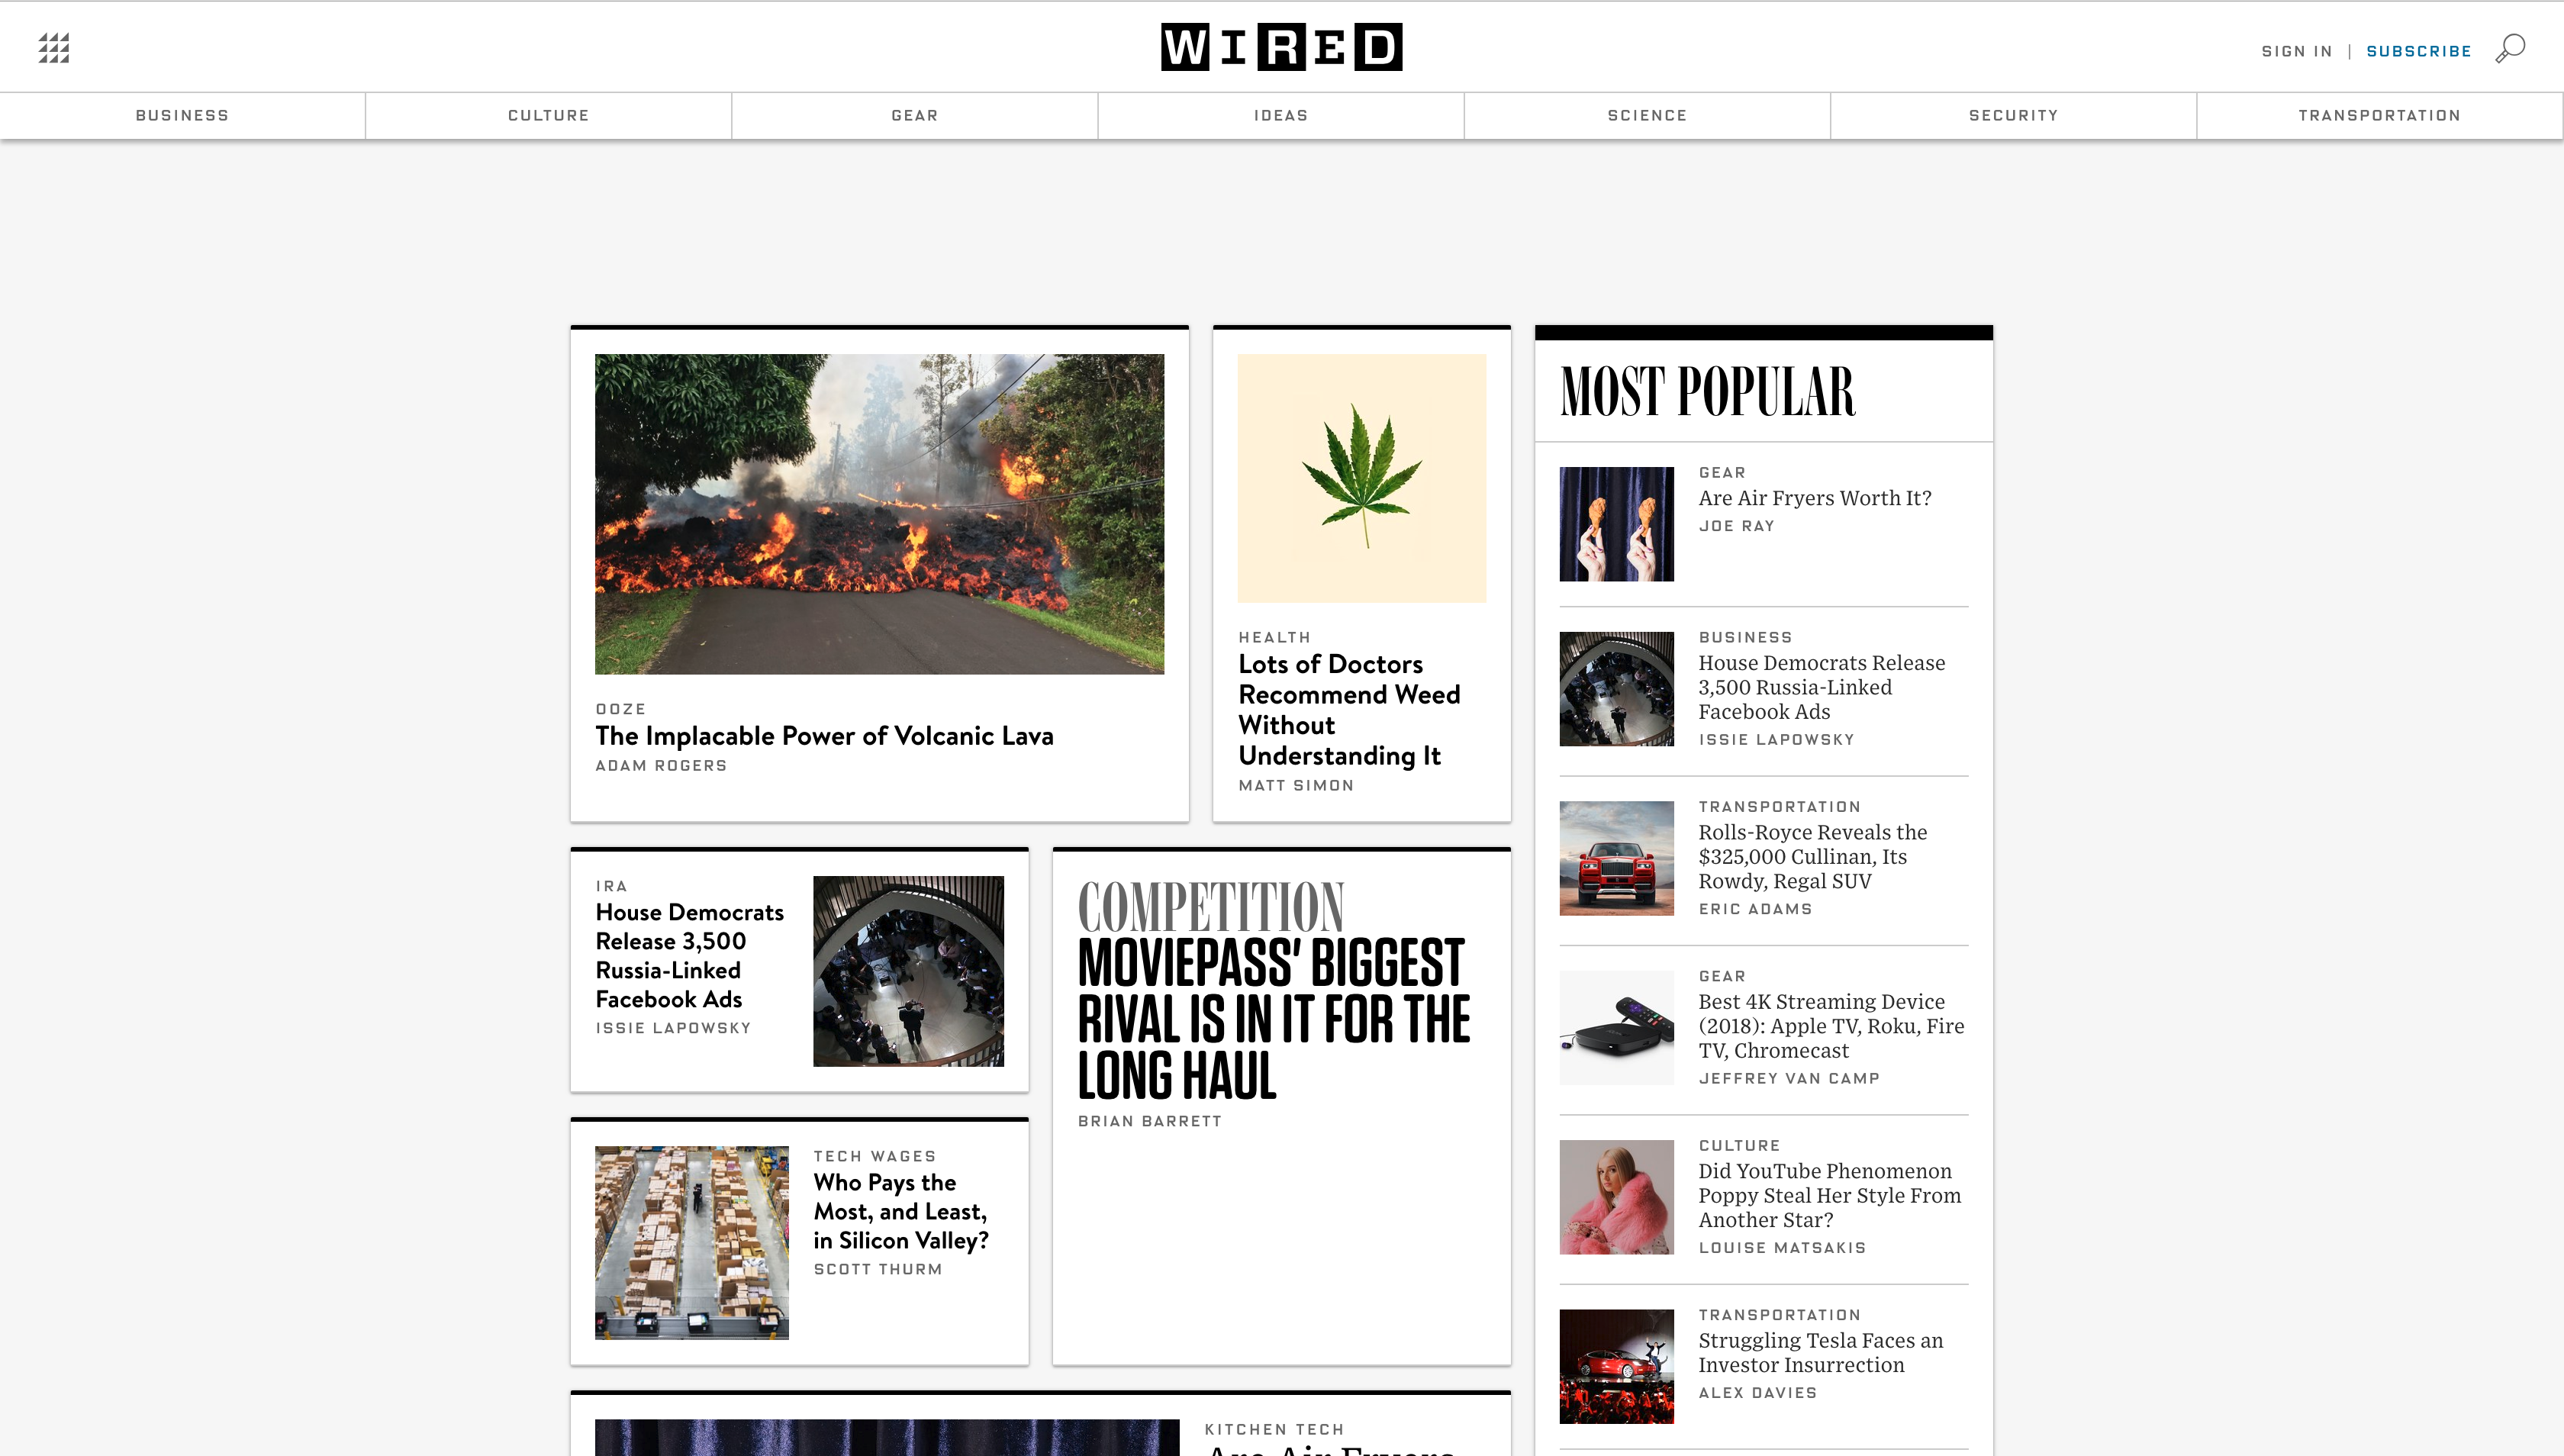 WIRED
SIGN IN | SUBSCRIBE
BUSINESS
CULTURE
GEAR
IDEAS
SCIENCE
SECURITY
TRANSPORTATION
OOZE
The Implacable Power of Volcanic Lava
ADAM ROGERS
HEALTH
Lots of Doctors
Recommend Weed
Without
Understanding It
MATT SIMON
IRA
House Democrats
Release 3,500
Russia-Linked
Facebook Ads
ISSIE LAPOWSKY
COMPETITION
MOVIEPASS' BIGGEST
RIVAL IS IN IT FOR THE
LONG HAUL
BRIAN BARRETT
TECH WAGES
Who Pays the
Most, and Least,
in Silicon Valley?
SCOTT THURM
KITCHEN TECH
Are Air Fryers
MOST POPULAR
GEAR
Are Air Fryers Worth It?
JOE RAY
BUSINESS
House Democrats Release
3,500 Russia-Linked
Facebook Ads
ISSIE LAPOWSKY
TRANSPORTATION
Rolls-Royce Reveals the
$325,000 Cullinan, Its
Rowdy, Regal SUV
ERIC ADAMS
GEAR
Best 4K Streaming Device
(2018): Apple TV, Roku, Fire
TV, Chromecast
JEFFREY VAN CAMP
CULTURE
Did YouTube Phenomenon
Poppy Steal Her Style From
Another Star?
LOUISE MATSAKIS
TRANSPORTATION
Struggling Tesla Faces an
Investor Insurrection
ALEX DAVIES